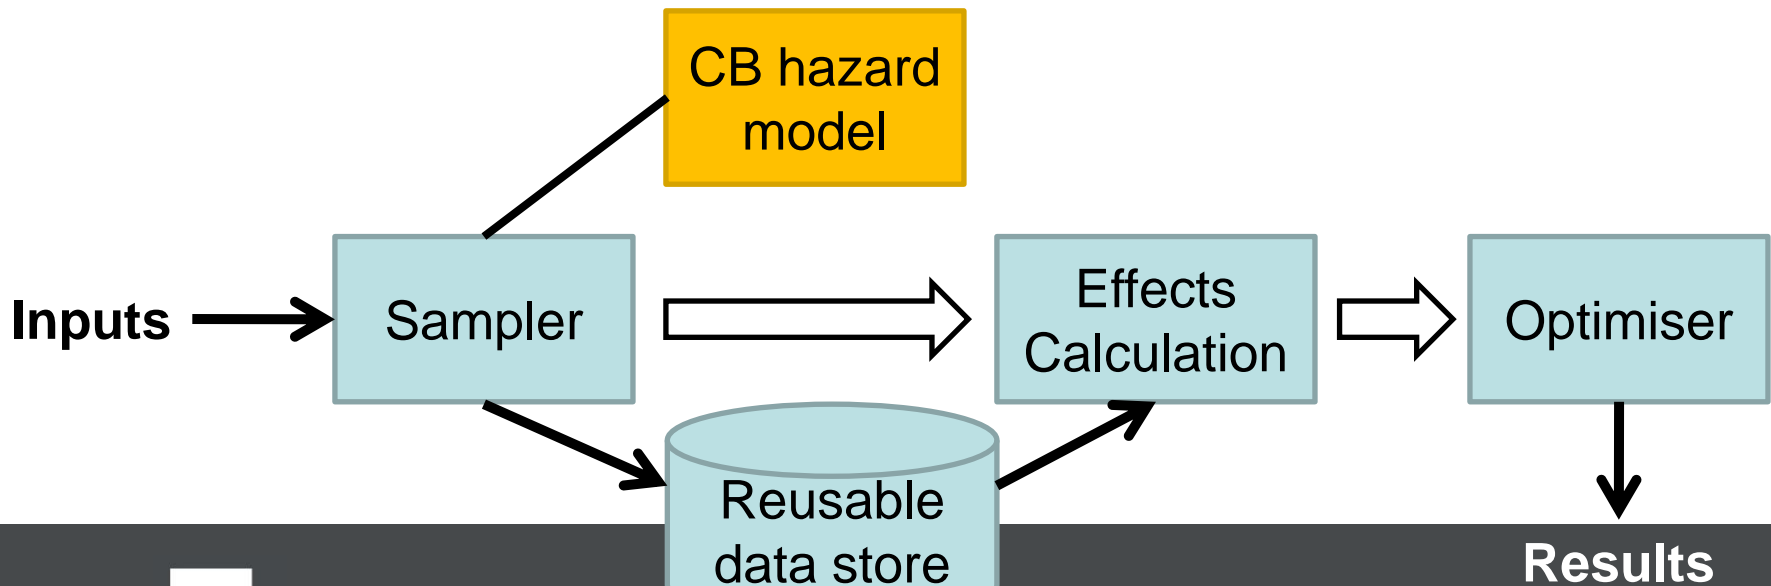 CB hazard
model
Inputs
Sampler
Effects
Calculation
Optimiser
Reusable
data store
Results